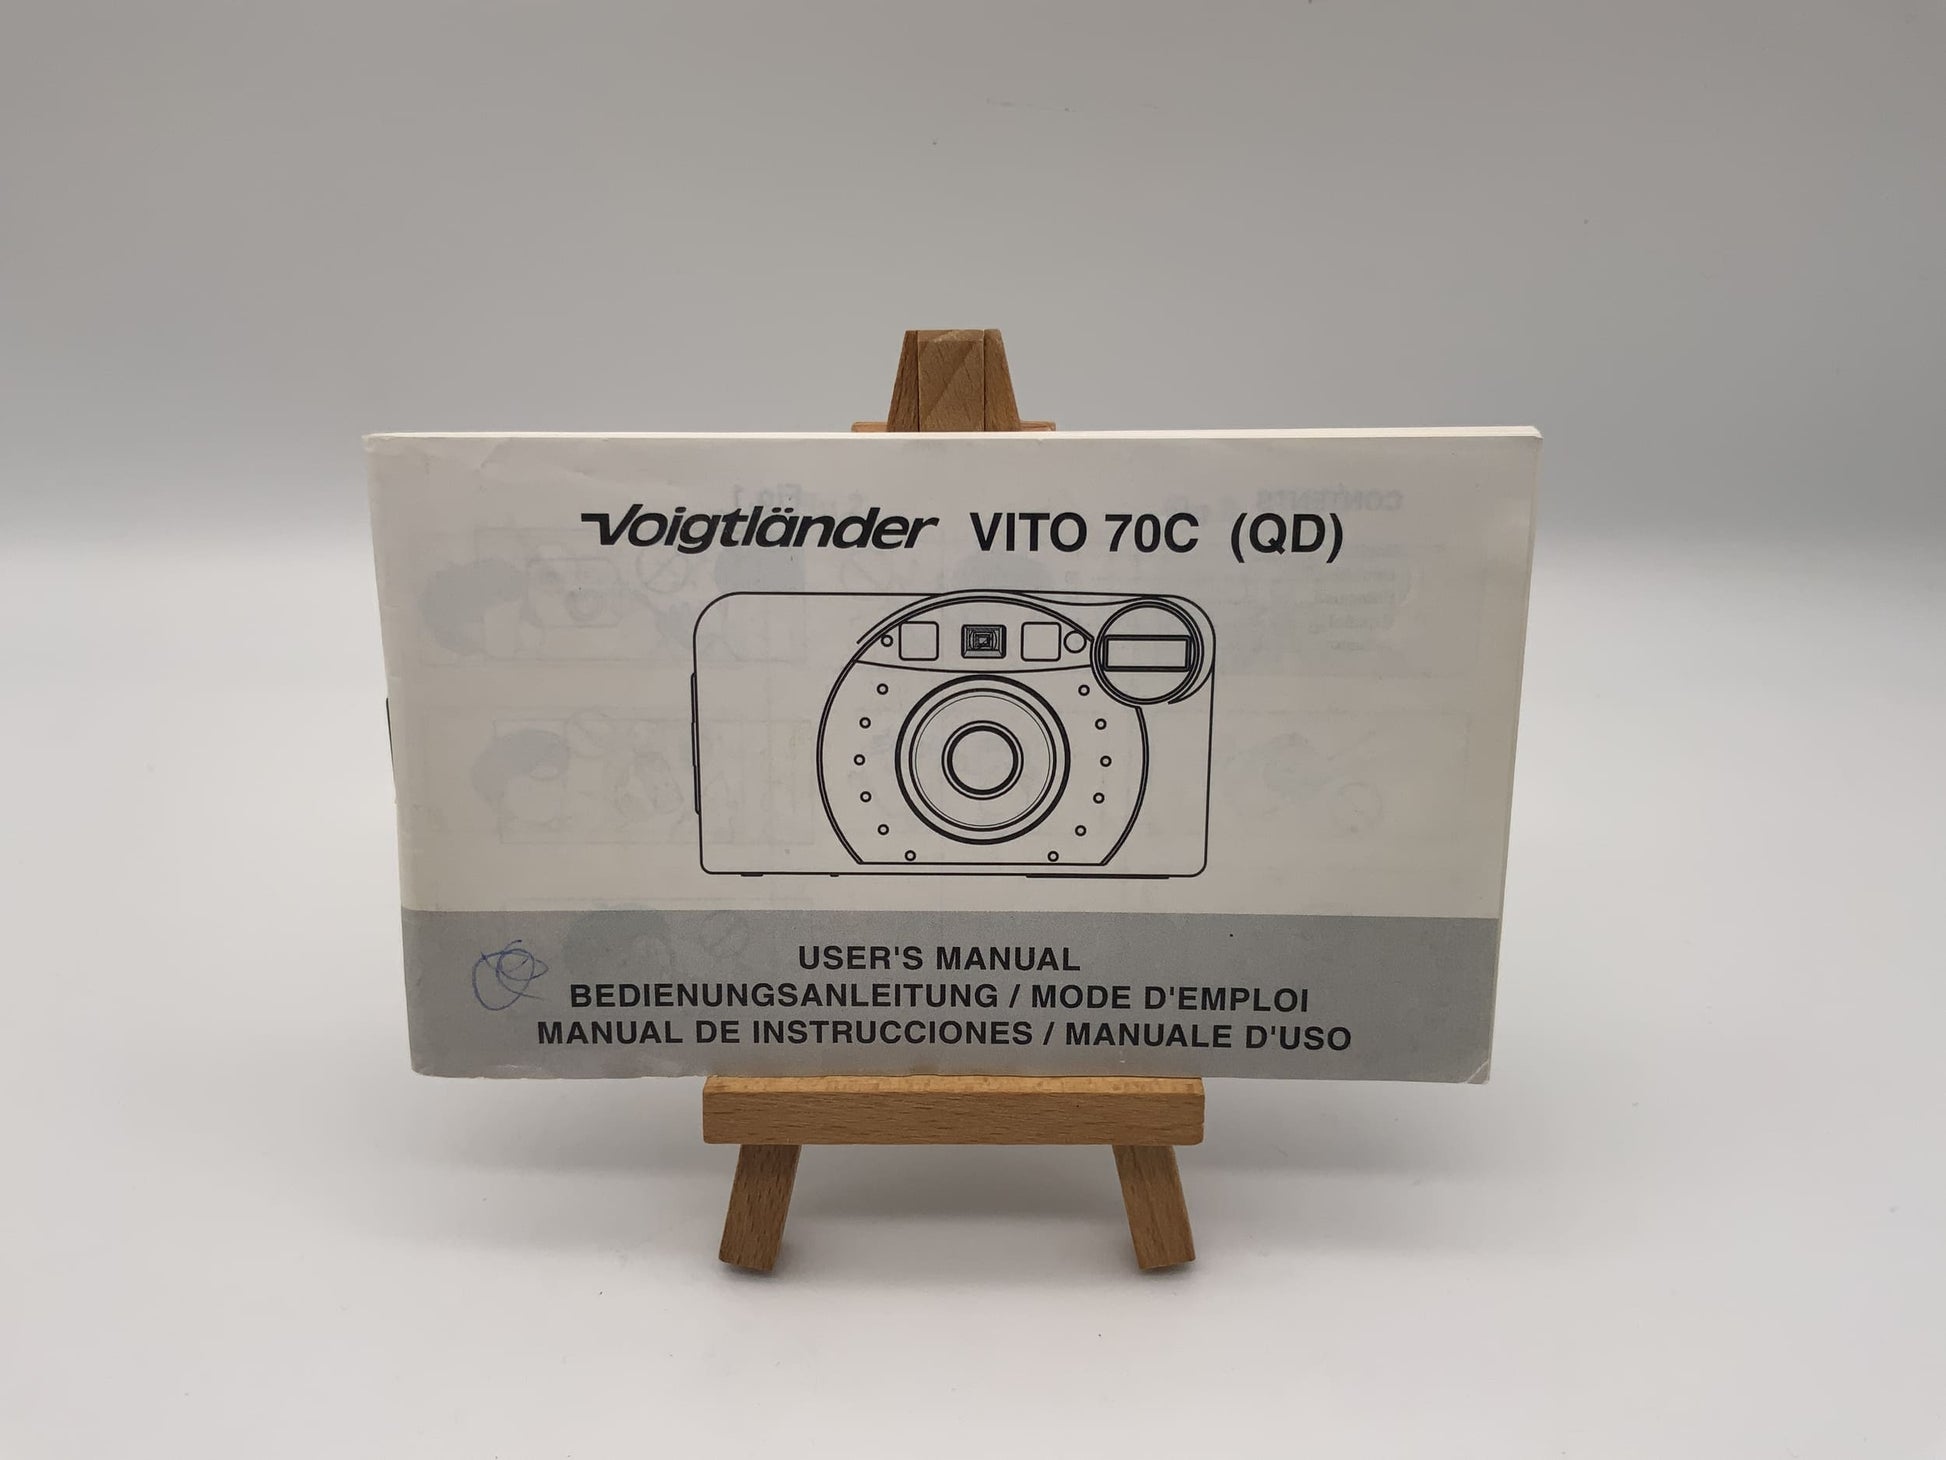 Voigtländer VITO 70C (QD)
USER'S MANUAL
BEDIENUNGSANLEITUNG / MODE D'EMPLOI
MANUAL DE INSTRUCCIONES / MANUALE D'USO